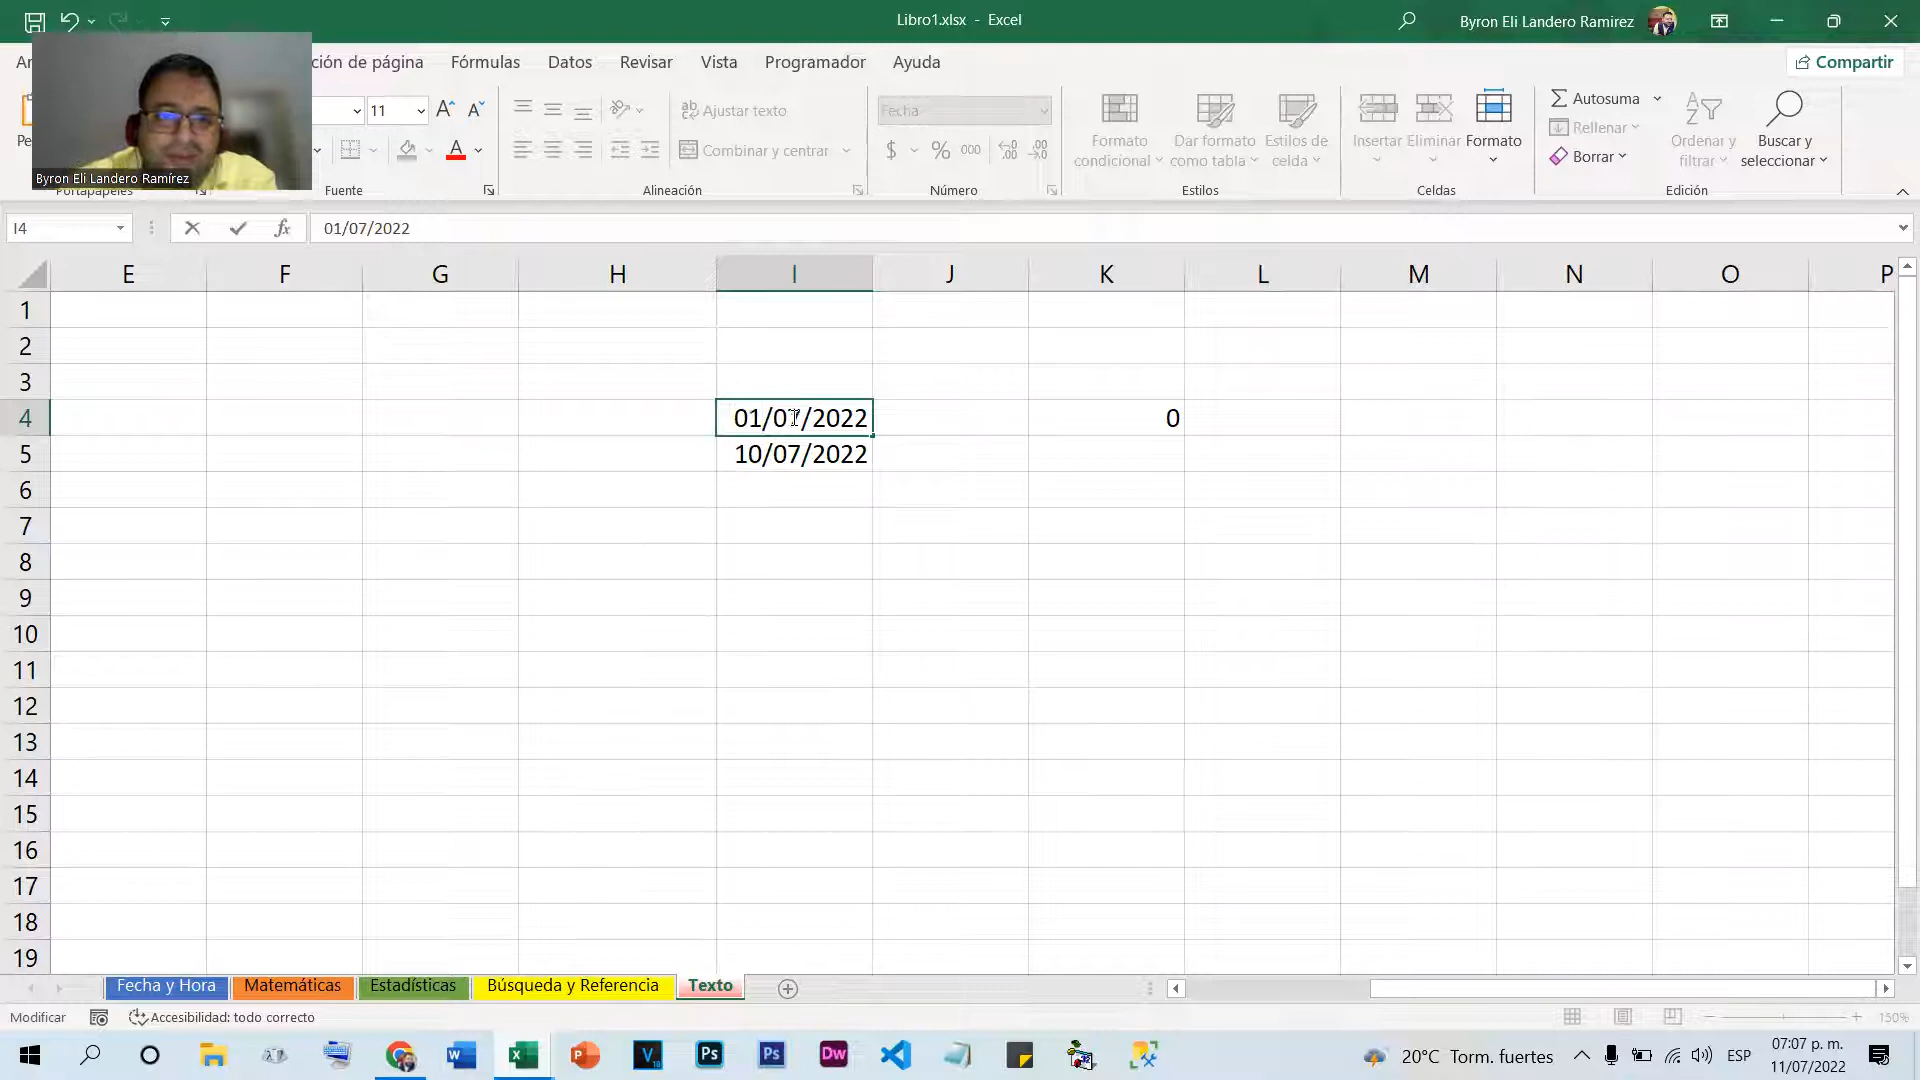 Libro1.xlsx - Excel
Byron Eli Landero Ramirez
ción de página
Fórmulas
Datos
Revisar
Vista
Programador
Ayuda
Compartir
11
Ajustar texto
Fecha
Combinar y centrar
$ % 000
Formato condicional
Dar formato como tabla
Estilos de celda
Insertar
Eliminar
Formato
Autosuma
Rellenar
Borrar
Ordenar y filtrar
Buscar y seleccionar
Byron Eli Landero Ramírez
Portapapeles
Fuente
Alineación
Número
Estilos
Celdas
Edición
I4
fx
01/07/2022
E F G H I J K L M N O P
1
2
3
4 01/07/2022 0
5 10/07/2022
6
7
8
9
10
11
12
13
14
15
16
17
18
19
Fecha y Hora
Matemáticas
Estadísticas
Búsqueda y Referencia
Texto
Modificar
Accesibilidad: todo correcto
150%
20°C Torm. fuertes
ESP
07:07 p. m.
11/07/2022